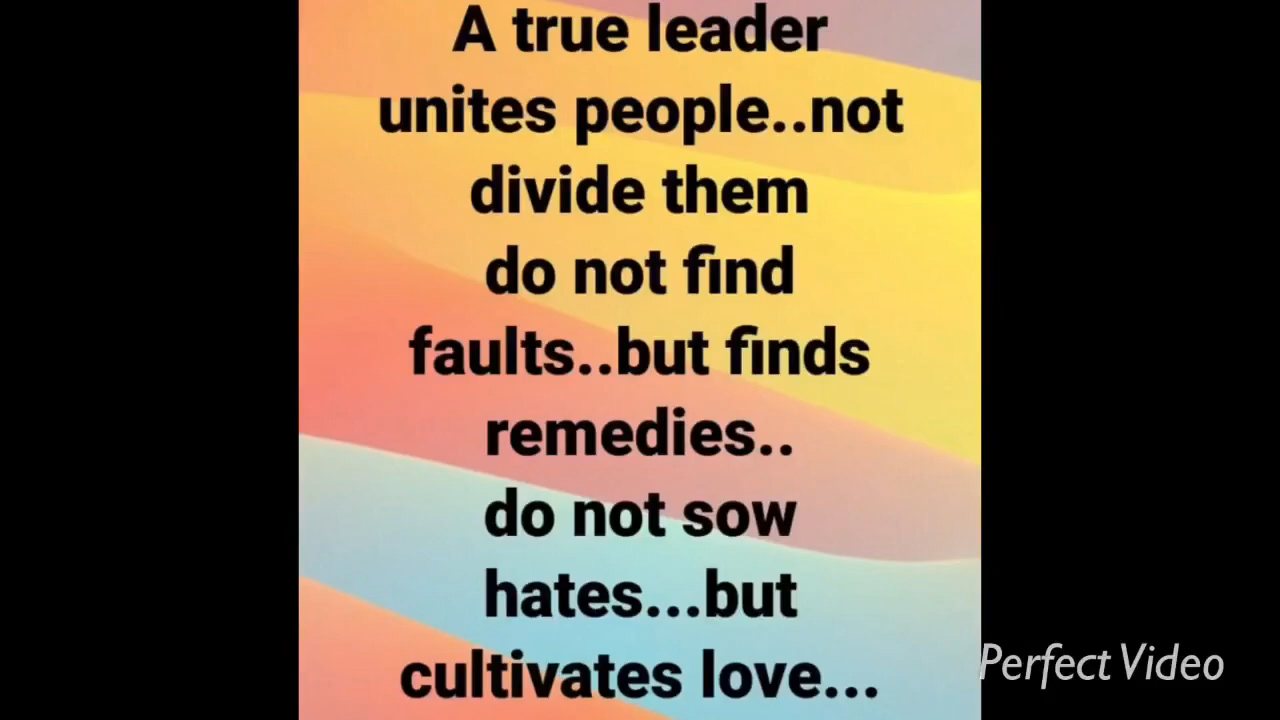 A true leader
unites people..not
divide them
do not find
faults..but finds
remedies..
do not sow
hates...but
cultivates love...
Perfect Video